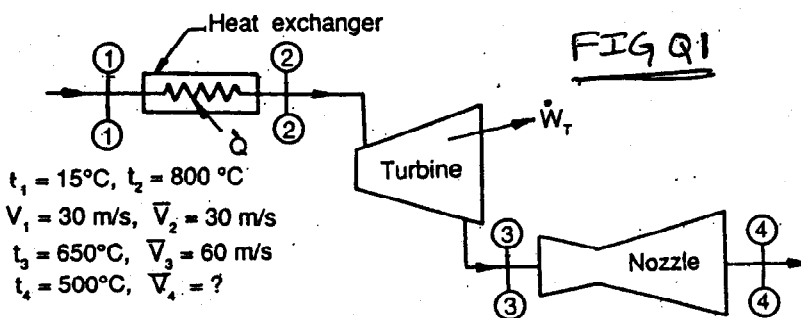 Heat exchanger
FIG Q1
1
2
1
2
Q̇
Ẇ_T
Turbine
t₁ = 15°C, t₂ = 800 °C
V₁ = 30 m/s, V̅₂ = 30 m/s
t₃ = 650°C, V̅₃ = 60 m/s
t₄ = 500°C, V̅₄ = ?
3
3
Nozzle
4
4